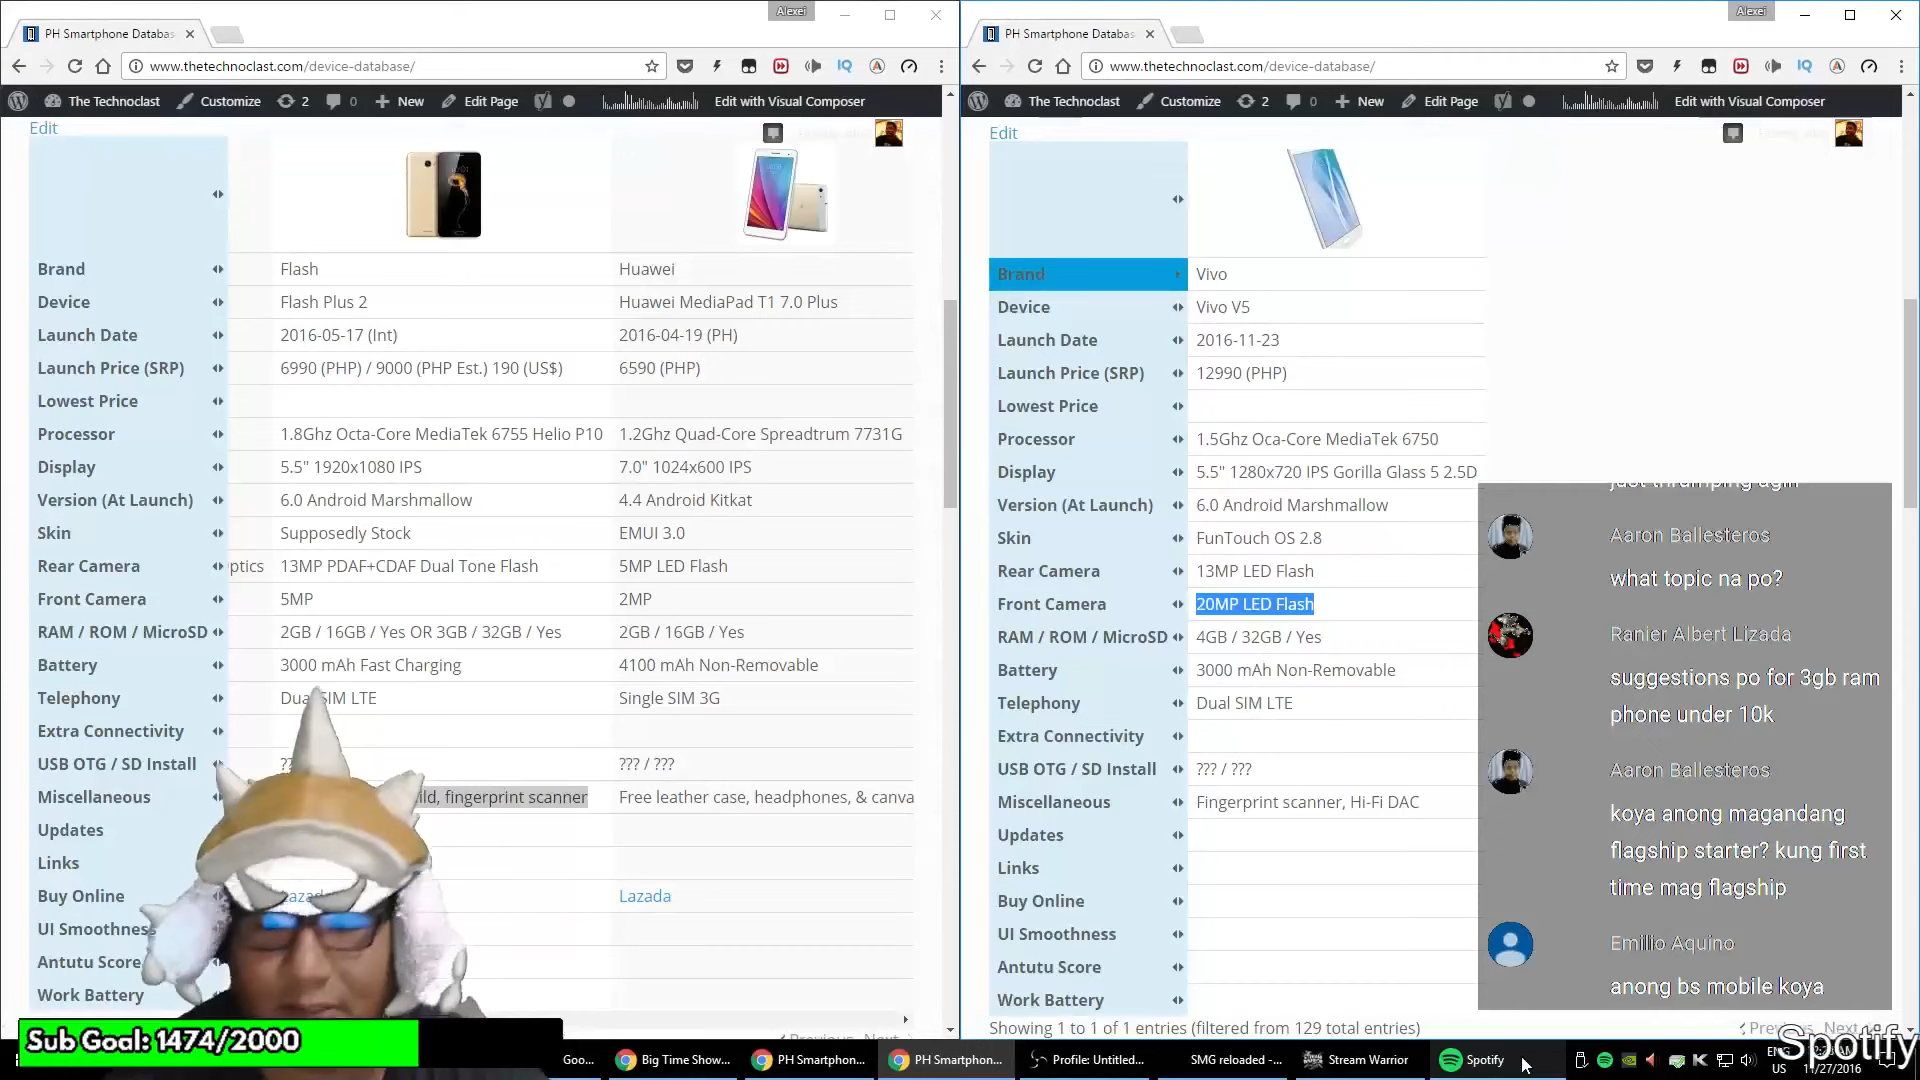 Alexei
PH Smartphone Databas
www.thetechnoclast.com/device-database/
The Technoclast
Customize
2
0
New
Edit Page
Edit with Visual Composer
Edit
Brand Flash Huawei
Device Flash Plus 2 Huawei MediaPad T1 7.0 Plus
Launch Date 2016-05-17 (Int) 2016-04-19 (PH)
Launch Price (SRP) 6990 (PHP) / 9000 (PHP Est.) 190 (US$) 6590 (PHP)
Lowest Price
Processor 1.8Ghz Octa-Core MediaTek 6755 Helio P10 1.2Ghz Quad-Core Spreadtrum 7731G
Display 5.5" 1920x1080 IPS 7.0" 1024x600 IPS
Version (At Launch) 6.0 Android Marshmallow 4.4 Android Kitkat
Skin Supposedly Stock EMUI 3.0
Rear Camera ptics 13MP PDAF+CDAF Dual Tone Flash 5MP LED Flash
Front Camera 5MP 2MP
RAM / ROM / MicroSD 2GB / 16GB / Yes OR 3GB / 32GB / Yes 2GB / 16GB / Yes
Battery 3000 mAh Fast Charging 4100 mAh Non-Removable
Telephony Dual SIM LTE Single SIM 3G
Extra Connectivity
USB OTG / SD Install ??? / ???
Miscellaneous ild, fingerprint scanner Free leather case, headphones, & canva
Updates
Links
Buy Online Lazada Lazada
UI Smoothness
Antutu Score
Work Battery
Sub Goal: 1474/2000
Alexei
PH Smartphone Databas
www.thetechnoclast.com/device-database/
The Technoclast
Customize
2
0
New
Edit Page
Edit with Visual Composer
Edit
Brand Vivo
Device Vivo V5
Launch Date 2016-11-23
Launch Price (SRP) 12990 (PHP)
Lowest Price
Processor 1.5Ghz Oca-Core MediaTek 6750
Display 5.5" 1280x720 IPS Gorilla Glass 5 2.5D
Version (At Launch) 6.0 Android Marshmallow
Skin FunTouch OS 2.8
Rear Camera 13MP LED Flash
Front Camera 20MP LED Flash
RAM / ROM / MicroSD 4GB / 32GB / Yes
Battery 3000 mAh Non-Removable
Telephony Dual SIM LTE
Extra Connectivity
USB OTG / SD Install ??? / ???
Miscellaneous Fingerprint scanner, Hi-Fi DAC
Updates
Links
Buy Online
UI Smoothness
Antutu Score
Work Battery
Showing 1 to 1 of 1 entries (filtered from 129 total entries)
Aaron Ballesteros
what topic na po?
Ranier Albert Lizada
suggestions po for 3gb ram
phone under 10k
Aaron Ballesteros
koya anong magandang
flagship starter? kung first
time mag flagship
Emilio Aquino
anong bs mobile koya
Spotify
Goo...
Big Time Show...
PH Smartphon...
PH Smartphon...
Profile: Untitled...
SMG reloaded -...
Stream Warrior
Spotify
US
11/27/2016